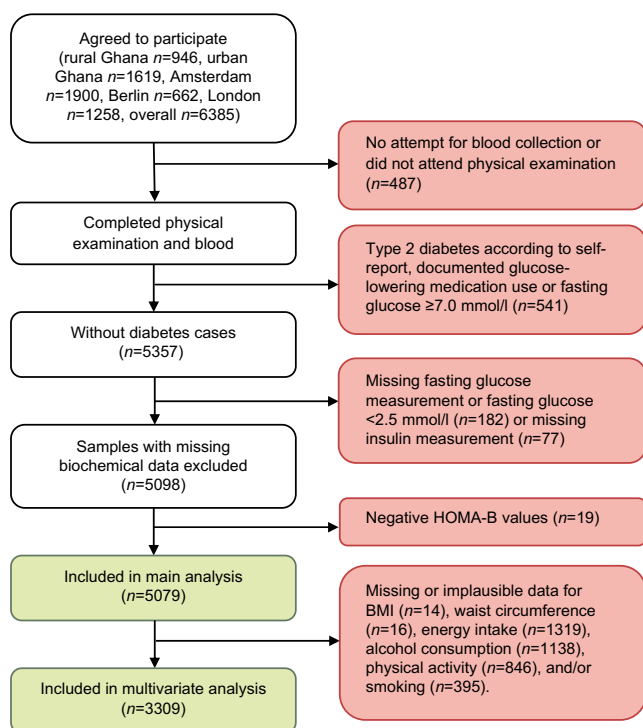 Agreed to participate
(rural Ghana n=946, urban
Ghana n=1619, Amsterdam
n=1900, Berlin n=662, London
n=1258, overall n=6385)
No attempt for blood collection or
did not attend physical examination
(n=487)
Completed physical
examination and blood
Type 2 diabetes according to self-
report, documented glucose-
lowering medication use or fasting
glucose ≥7.0 mmol/l (n=541)
Without diabetes cases
(n=5357)
Missing fasting glucose
measurement or fasting glucose
<2.5 mmol/l (n=182) or missing
insulin measurement (n=77)
Samples with missing
biochemical data excluded
(n=5098)
Negative HOMA-B values (n=19)
Included in main analysis
(n=5079)
Missing or implausible data for
BMI (n=14), waist circumference
(n=16), energy intake (n=1319),
alcohol consumption (n=1138),
physical activity (n=846), and/or
smoking (n=395).
Included in multivariate analysis
(n=3309)